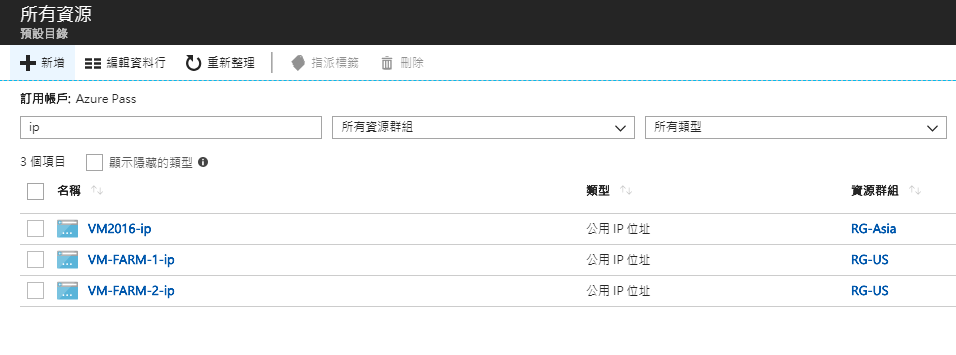 所有資源
預設目錄
新增 編輯資料行 重新整理 指派標籤 刪除
訂用帳戶: Azure Pass
ip 所有資源群組 所有類型
3 個項目 顯示隱藏的類型
名稱 類型 資源群組
VM2016-ip 公用 IP 位址 RG-Asia
VM-FARM-1-ip 公用 IP 位址 RG-US
VM-FARM-2-ip 公用 IP 位址 RG-US